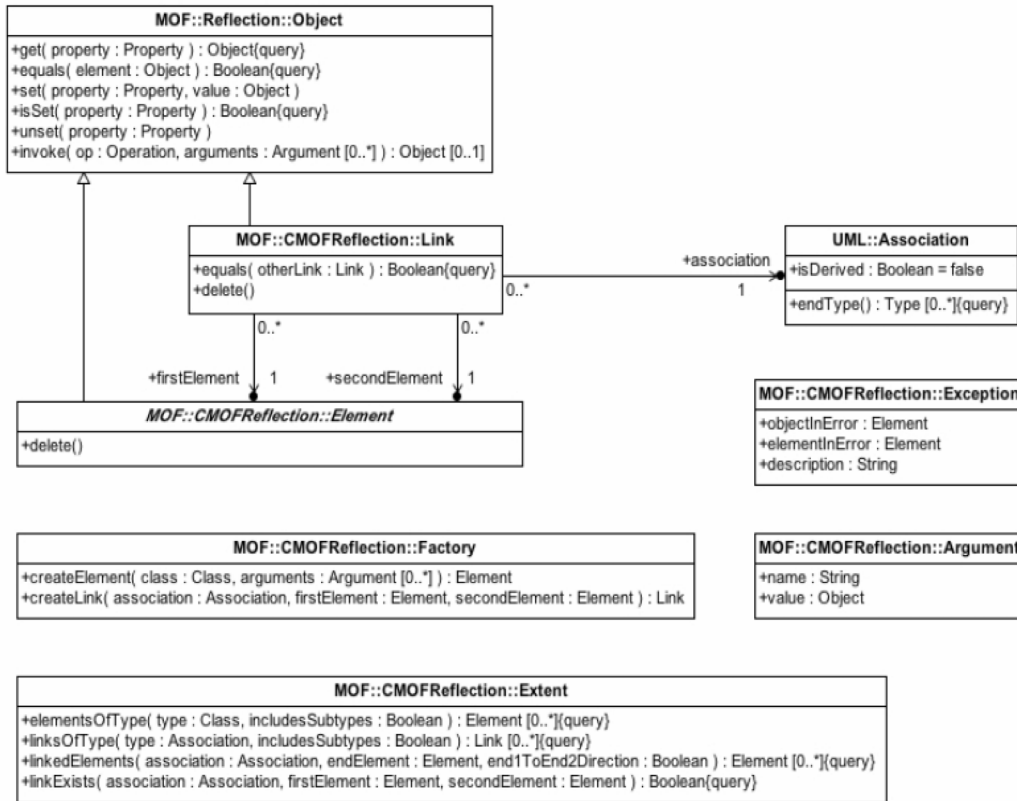 MOF::Reflection::Object
+get( property : Property ) : Object{query}
+equals( element : Object ) : Boolean{query}
+set( property : Property, value : Object )
+isSet( property : Property ) : Boolean{query}
+unset( property : Property )
+invoke( op : Operation, arguments : Argument [0..*] ) : Object [0..1]
MOF::CMOFReflection::Link
+equals( otherLink : Link ) : Boolean{query}
+delete()
+association
0..*
1
UML::Association
+isDerived : Boolean = false
+endType() : Type [0..*]{query}
0..*
0..*
+firstElement
1
+secondElement
1
MOF::CMOFReflection::Element
+delete()
MOF::CMOFReflection::Exception
+objectInError : Element
+elementInError : Element
+description : String
MOF::CMOFReflection::Factory
+createElement( class : Class, arguments : Argument [0..*] ) : Element
+createLink( association : Association, firstElement : Element, secondElement : Element ) : Link
MOF::CMOFReflection::Argument
+name : String
+value : Object
MOF::CMOFReflection::Extent
+elementsOfType( type : Class, includesSubtypes : Boolean ) : Element [0..*]{query}
+linksOfType( type : Association, includesSubtypes : Boolean ) : Link [0..*]{query}
+linkedElements( association : Association, endElement : Element, end1ToEnd2Direction : Boolean ) : Element [0..*]{query}
+linkExists( association : Association, firstElement : Element, secondElement : Element ) : Boolean{query}